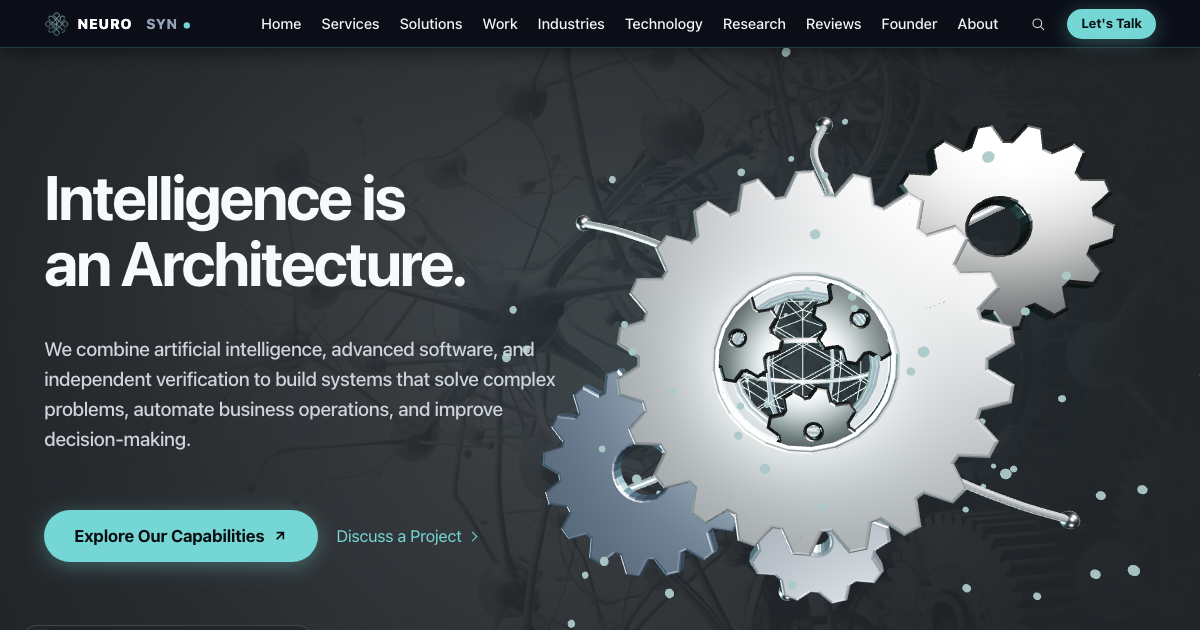 NEURO SYN
Home Services Solutions Work Industries Technology Research Reviews Founder About
Let's Talk
Intelligence is
an Architecture.
We combine artificial intelligence, advanced software, and
independent verification to build systems that solve complex
problems, automate business operations, and improve
decision-making.
Explore Our Capabilities
Discuss a Project